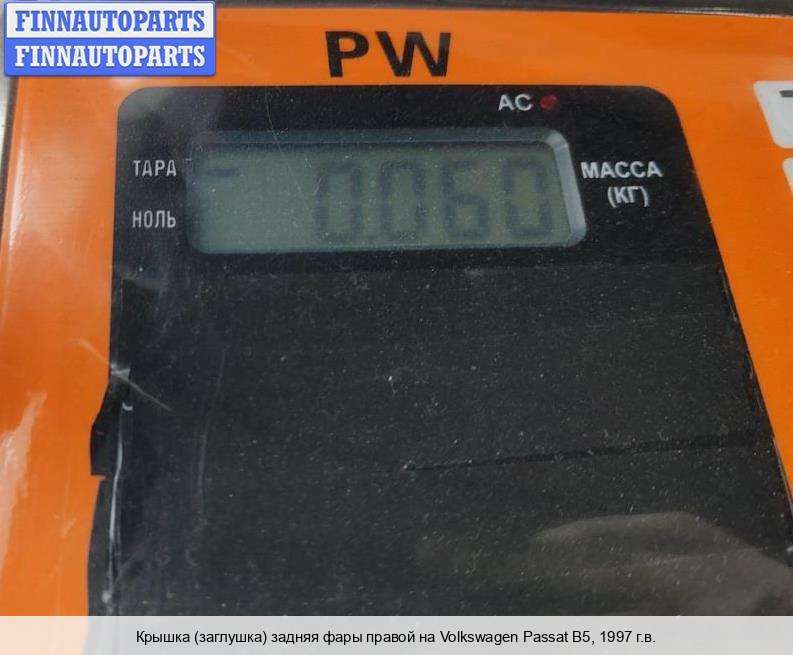 FINNAUTOPARTS
FINNAUTOPARTS
PW
AC
ТАРА
0.060
МАССА
(КГ)
НОЛЬ
Крышка (заглушка) задняя фары правой на Volkswagen Passat B5, 1997 г.в.